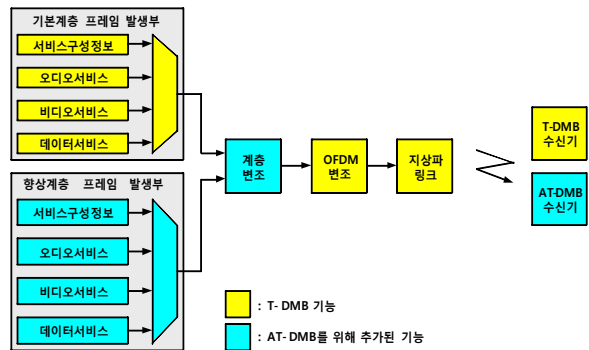 기본계층 프레임 발생부
서비스구성정보
오디오서비스
비디오서비스
데이터서비스
향상계층 프레임 발생부
서비스구성정보
오디오서비스
비디오서비스
데이터서비스
계층
변조
OFDM
변조
지상파
링크
T-DMB
수신기
AT-DMB
수신기
: T- DMB 기능
: AT- DMB를 위해 추가된 기능